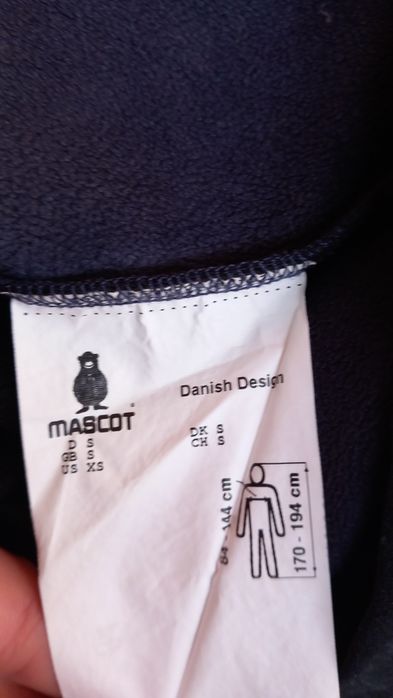 Danish Design
MASCOT
D S
GB S
US XS
DK S
CH S
170 - 194 cm